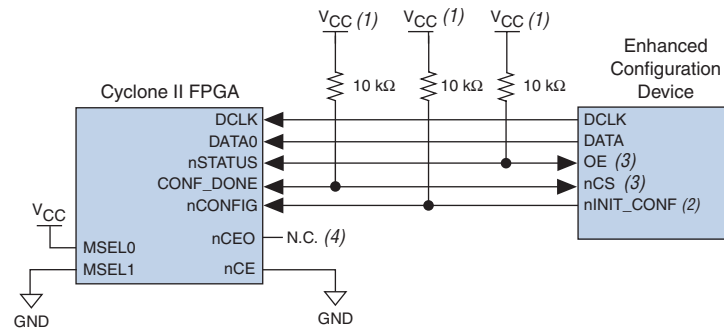 VCC (1) VCC (1) VCC (1)
10 kΩ 10 kΩ 10 kΩ
Enhanced
Configuration
Device
Cyclone II FPGA
DCLK
DATA0
nSTATUS
CONF_DONE
nCONFIG
nCEO
nCE
VCC
MSEL0
MSEL1
GND
N.C. (4)
GND
DCLK
DATA
OE (3)
nCS (3)
nINIT_CONF (2)